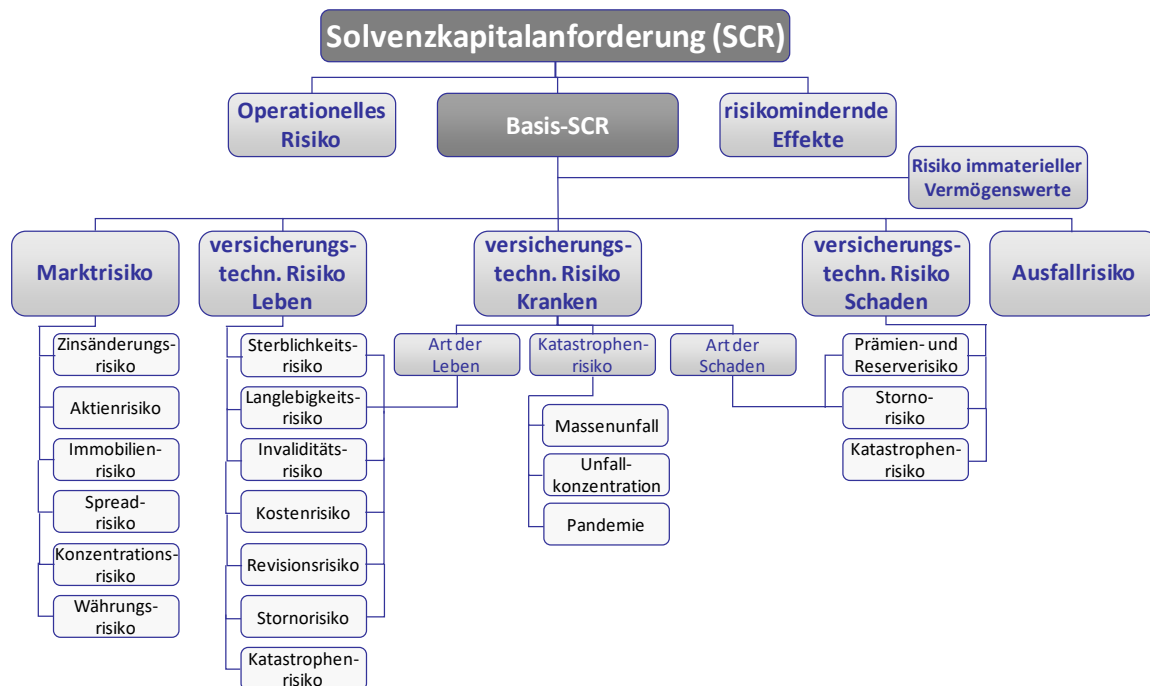 Solvenzkapitalanforderung (SCR)
Operationelles
Risiko
Basis-SCR
risikomindernde
Effekte
Risiko immaterieller
Vermögenswerte
Marktrisiko
versicherungs-
techn. Risiko
Leben
versicherungs-
techn. Risiko
Kranken
versicherungs-
techn. Risiko
Schaden
Ausfallrisiko
Zinsänderungs-
risiko
Aktienrisiko
Immobilien-
risiko
Spread-
risiko
Konzentrations-
risiko
Währungs-
risiko
Sterblichkeits-
risiko
Langlebigkeits-
risiko
Invaliditäts-
risiko
Kostenrisiko
Revisionsrisiko
Stornorisiko
Katastrophen-
risiko
Art der
Leben
Katastrophen-
risiko
Art der
Schaden
Massenunfall
Unfall-
konzentration
Pandemie
Prämien- und
Reserverisiko
Storno-
risiko
Katastrophen-
risiko